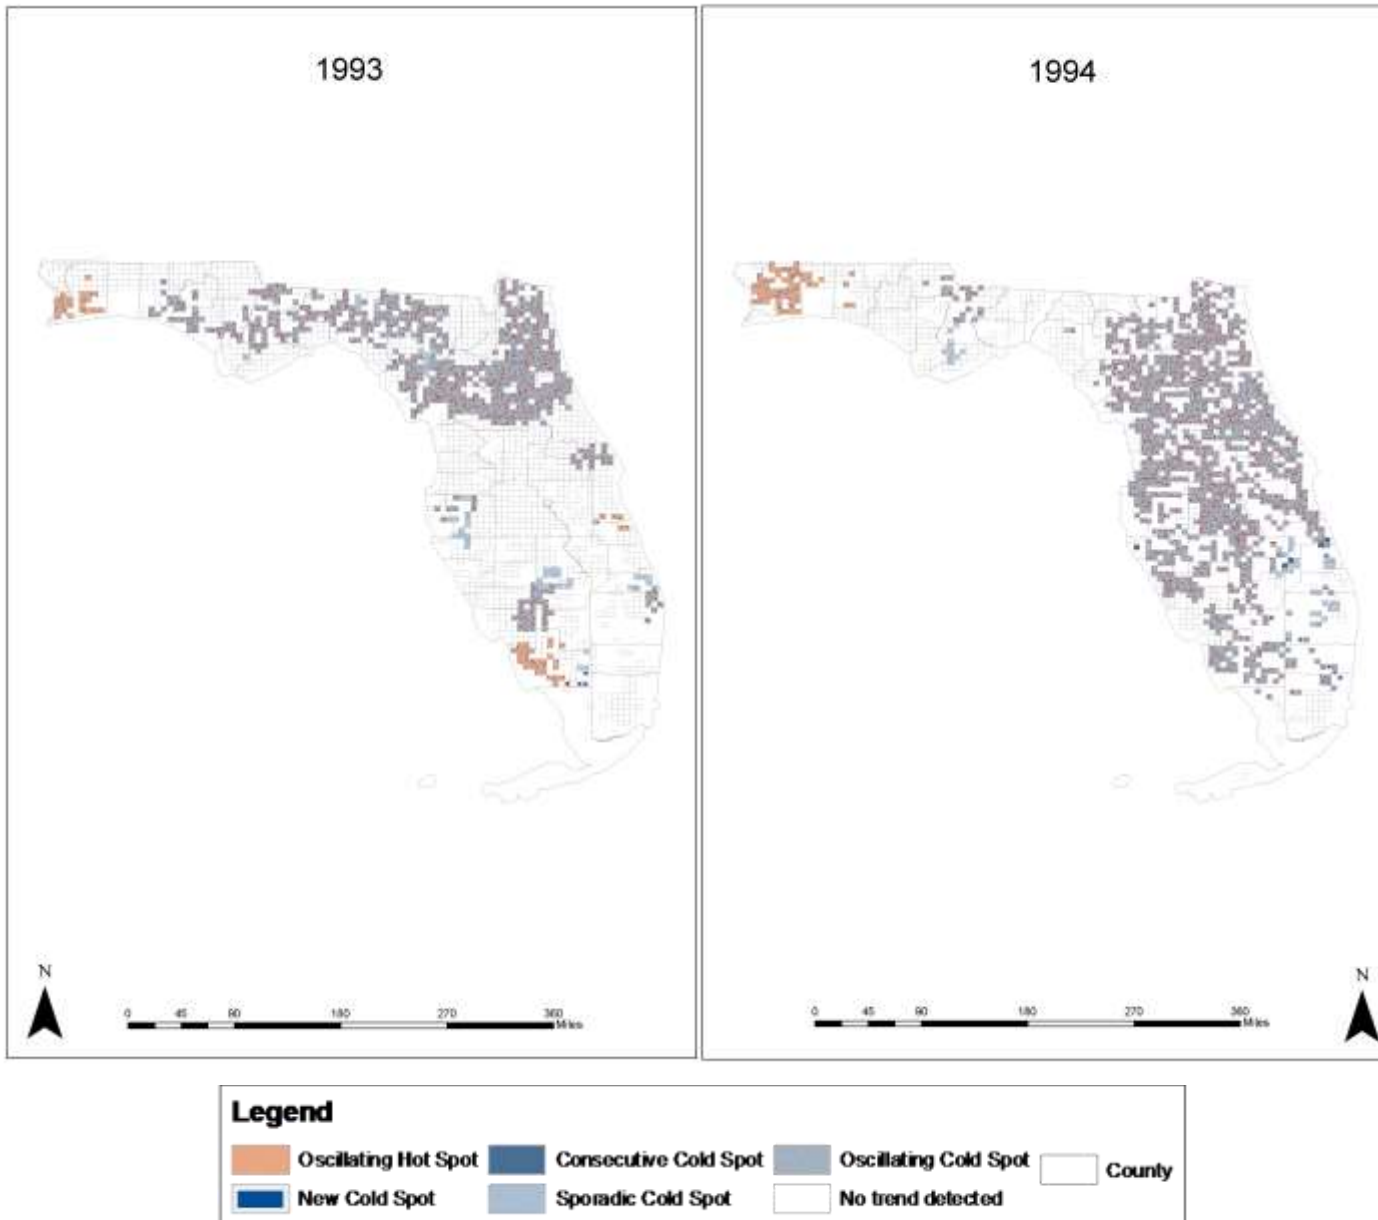 1993
1994
N
0 45 90 180 270 360
Miles
N
0 45 90 180 270 360
Miles
Legend
Oscillating Hot Spot Consecutive Cold Spot Oscillating Cold Spot County
New Cold Spot Sporadic Cold Spot No trend detected